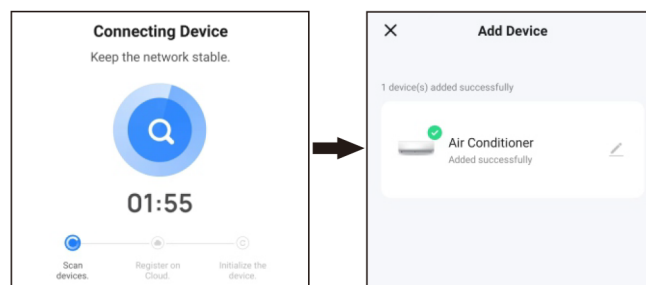 Connecting Device
Keep the network stable.
01:55
Scan
devices.
Register on
Cloud.
Initialize the
device.
Add Device
1 device(s) added successfully
Air Conditioner
Added successfully